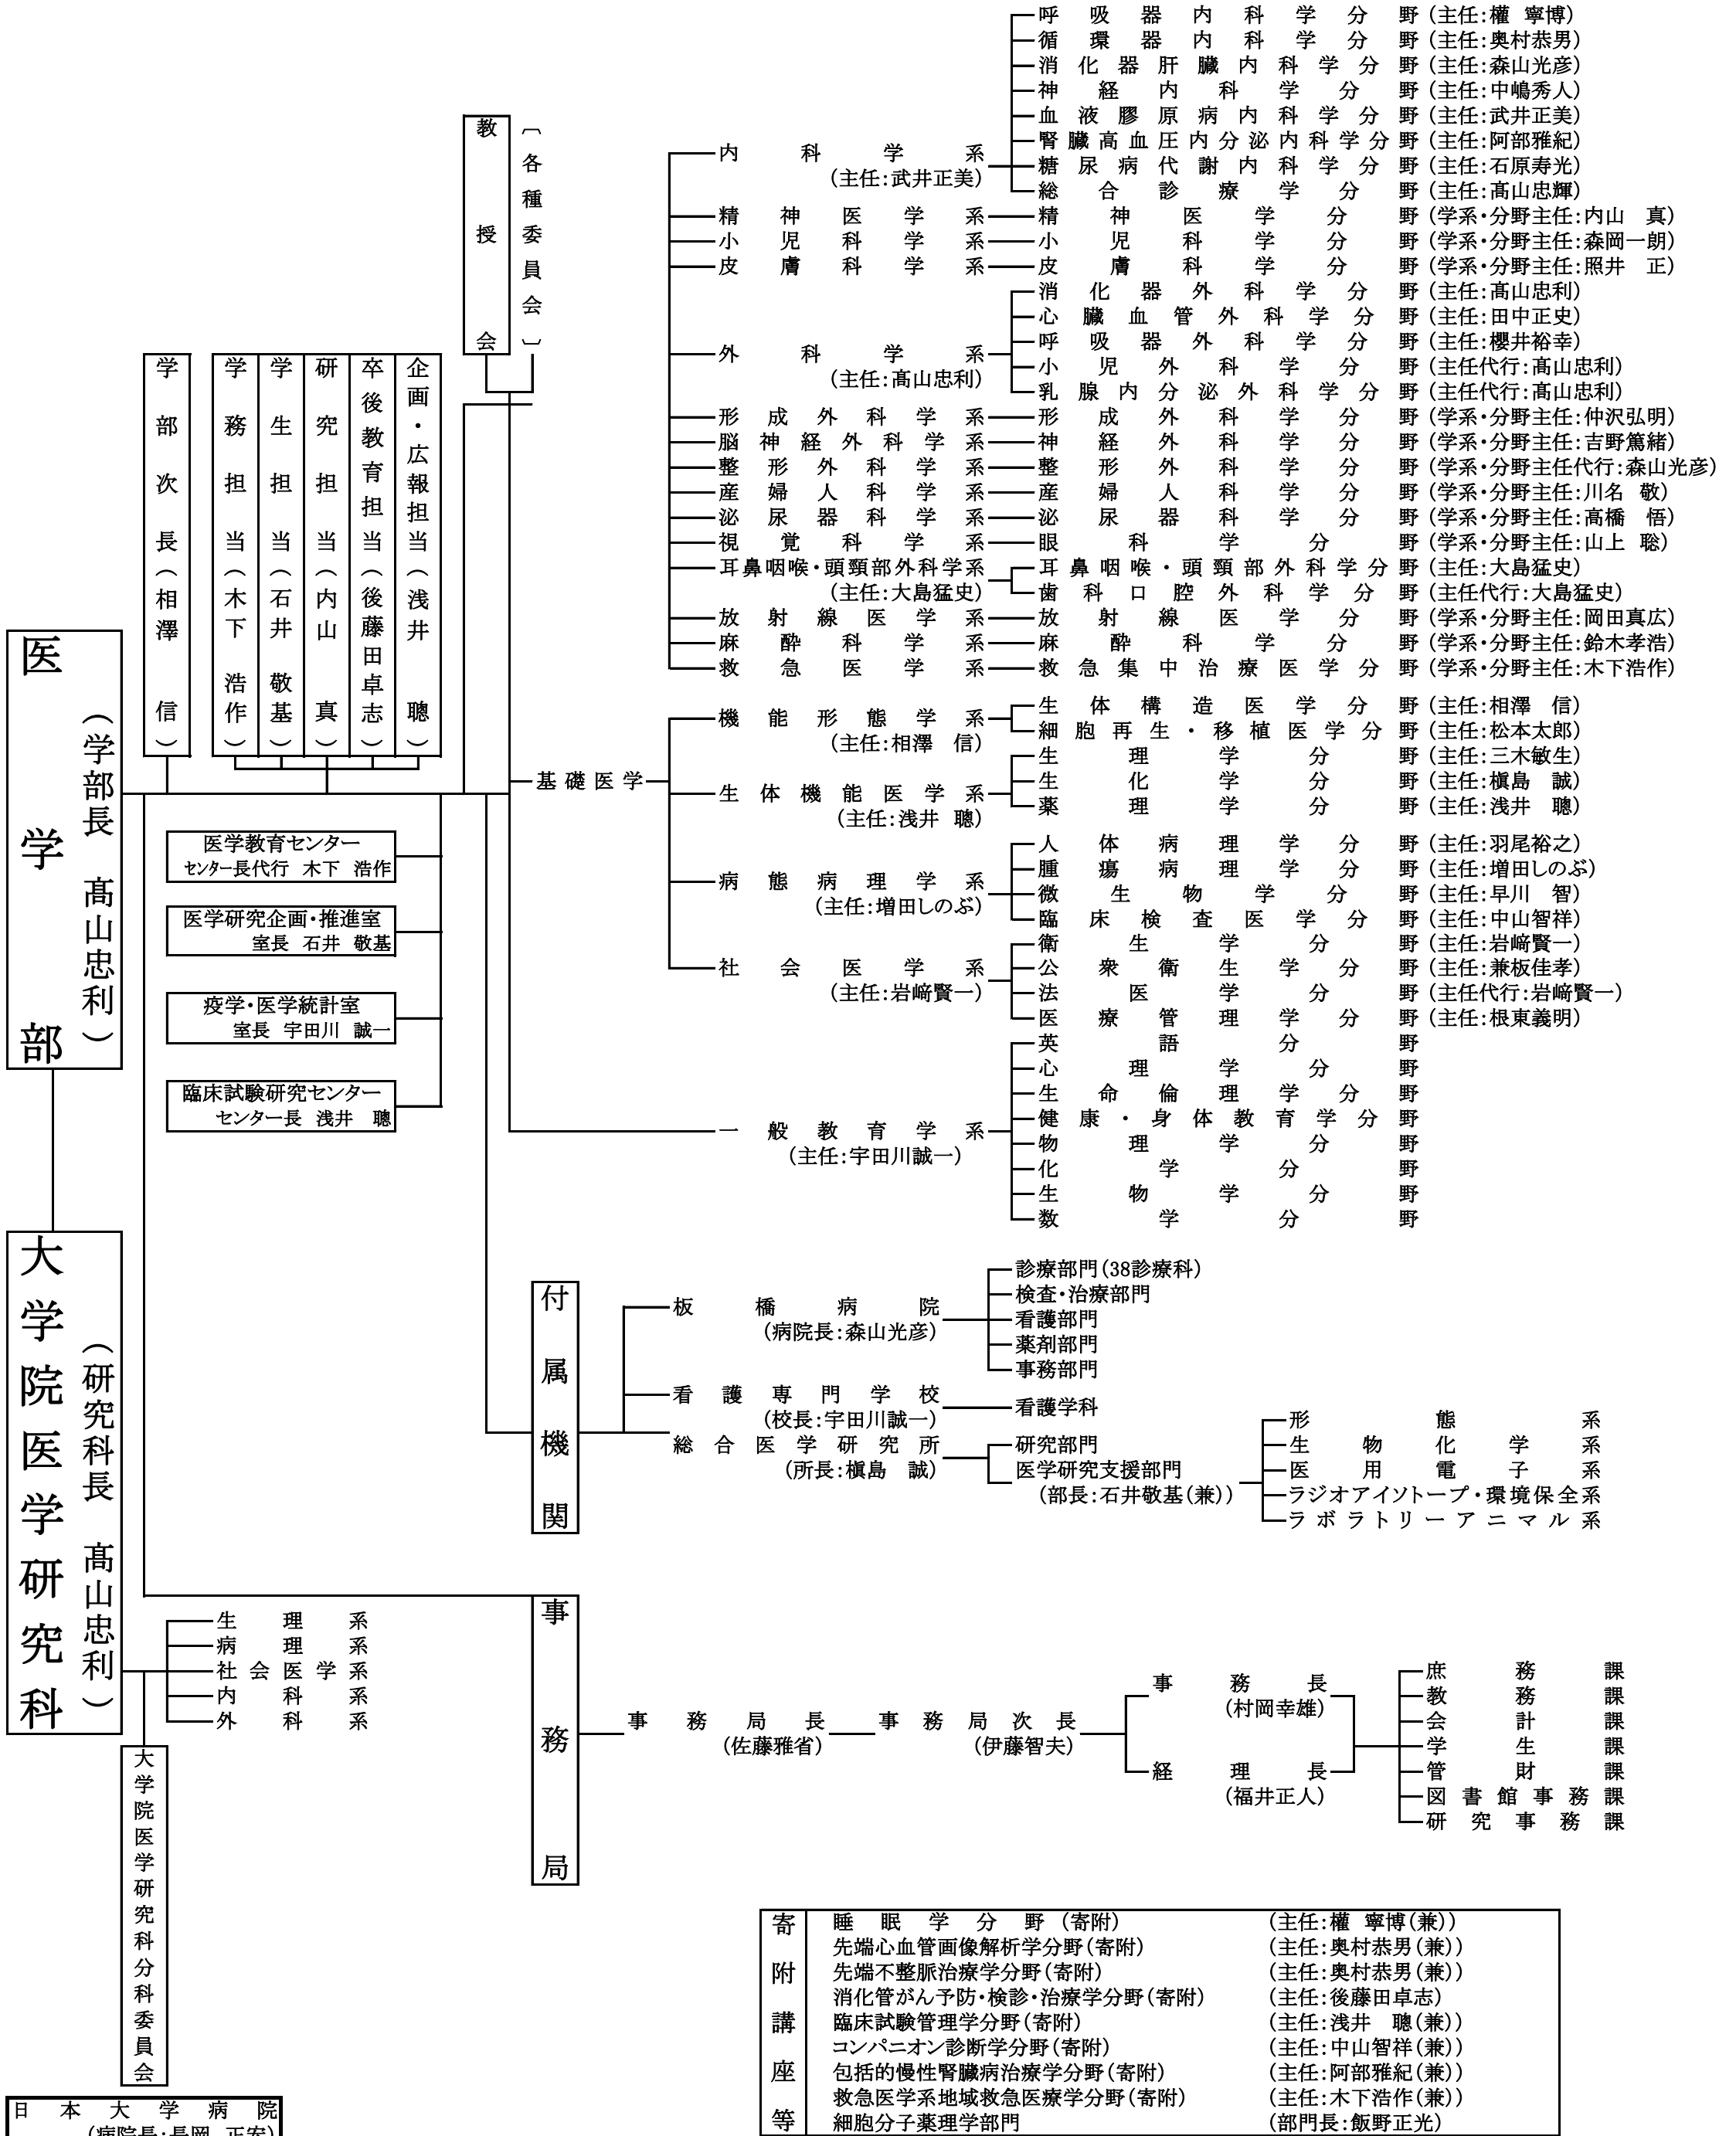 医学部
(学部長 髙山忠利)
大学院医学研究科
(研究科長 髙山忠利)
学部次長(相澤 信)
学務担当(木下 浩作)
学生担当(石井 敬基)
研究担当(内山 真)
卒後教育担当(後藤田卓志)
企画・広報担当(浅井 聰)
教授会
〔各種委員会〕
医学教育センター
センター長代行 木下 浩作
医学研究企画・推進室
室長 石井 敬基
疫学・医学統計室
室長 宇田川 誠一
臨床試験研究センター
センター長 浅井 聰
内科学系
(主任:武井正美)
呼吸器内科学分野(主任:權 寧博)
循環器内科学分野(主任:奥村恭男)
消化器肝臓内科学分野(主任:森山光彦)
神経内科学分野(主任:中嶋秀人)
血液膠原病内科学分野(主任:武井正美)
腎臓高血圧内分泌内科学分野(主任:阿部雅紀)
糖尿病代謝内科学分野(主任:石原寿光)
総合診療学分野(主任:髙山忠輝)
精神医学系 精神医学分野(学系・分野主任:内山 真)
小児科学系 小児科学分野(学系・分野主任:森岡一朗)
皮膚科学系 皮膚科学分野(学系・分野主任:照井 正)
外科学系
(主任:髙山忠利)
消化器外科学分野(主任:髙山忠利)
心臓血管外科学分野(主任:田中正史)
呼吸器外科学分野(主任:櫻井裕幸)
小児外科学分野(主任代行:髙山忠利)
乳腺内分泌外科学分野(主任代行:髙山忠利)
形成外科学系 形成外科学分野(学系・分野主任:仲沢弘明)
脳神経外科学系 神経外科学分野(学系・分野主任:吉野篤緒)
整形外科学系 整形外科学分野(学系・分野主任代行:森山光彦)
産婦人科学系 産婦人科学分野(学系・分野主任:川名 敬)
泌尿器科学系 泌尿器科学分野(学系・分野主任:高橋 悟)
視覚科学系 眼科学分野(学系・分野主任:山上 聡)
耳鼻咽喉・頭頸部外科学系
(主任:大島猛史)
耳鼻咽喉・頭頸部外科学分野(主任:大島猛史)
歯科口腔外科学分野(主任代行:大島猛史)
放射線医学系 放射線医学分野(学系・分野主任:岡田真広)
麻酔科学系 麻酔科学分野(学系・分野主任:鈴木孝浩)
救急医学系 救急集中治療医学分野(学系・分野主任:木下浩作)
基礎医学
機能形態学系
(主任:相澤 信)
生体構造医学分野(主任:相澤 信)
細胞再生・移植医学分野(主任:松本太郎)
生体機能医学系
(主任:浅井 聰)
生理学分野(主任:三木敏生)
生化学分野(主任:槇島 誠)
薬理学分野(主任:浅井 聰)
病態病理学系
(主任:増田しのぶ)
人体病理学分野(主任:羽尾裕之)
腫瘍病理学分野(主任:増田しのぶ)
微生物学分野(主任:早川 智)
臨床検査医学分野(主任:中山智祥)
社会医学系
(主任:岩﨑賢一)
衛生学分野(主任:岩﨑賢一)
公衆衛生学分野(主任:兼板佳孝)
法医学分野(主任代行:岩﨑賢一)
医療管理学分野(主任:根東義明)
一般教育学系
(主任:宇田川誠一)
英語分野
心理学分野
生命倫理学分野
健康・身体教育学分野
物理学分野
化学分野
生物学分野
数学分野
付属機関
板橋病院
(病院長:森山光彦)
診療部門(38診療科)
検査・治療部門
看護部門
薬剤部門
事務部門
看護専門学校
(校長:宇田川誠一)
看護学科
総合医学研究所
(所長:槇島 誠)
研究部門
医学研究支援部門
(部長:石井敬基(兼))
形態系
生物化学系
医用電子系
ラジオアイソトープ・環境保全系
ラボラトリーアニマル系
生理系
病理系
社会医学系
内科系
外科系
大学院医学研究科分科委員会
事務局
事務局長
(佐藤雅省)
事務局次長
(伊藤智夫)
事務長
(村岡幸雄)
経理長
(福井正人)
庶務課
教務課
会計課
学生課
管財課
図書館事務課
研究事務課
寄附講座等
睡眠学分野(寄附) (主任:權 寧博(兼))
先端心血管画像解析学分野(寄附) (主任:奥村恭男(兼))
先端不整脈治療学分野(寄附) (主任:奥村恭男(兼))
消化管がん予防・検診・治療学分野(寄附) (主任:後藤田卓志)
臨床試験管理学分野(寄附) (主任:浅井 聰(兼))
コンパニオン診断学分野(寄附) (主任:中山智祥(兼))
包括的慢性腎臓病治療学分野(寄附) (主任:阿部雅紀(兼))
救急医学系地域救急医療学分野(寄附) (主任:木下浩作(兼))
細胞分子薬理学部門 (部門長:飯野正光)
日本大学病院
(病院長:長岡 正宏)